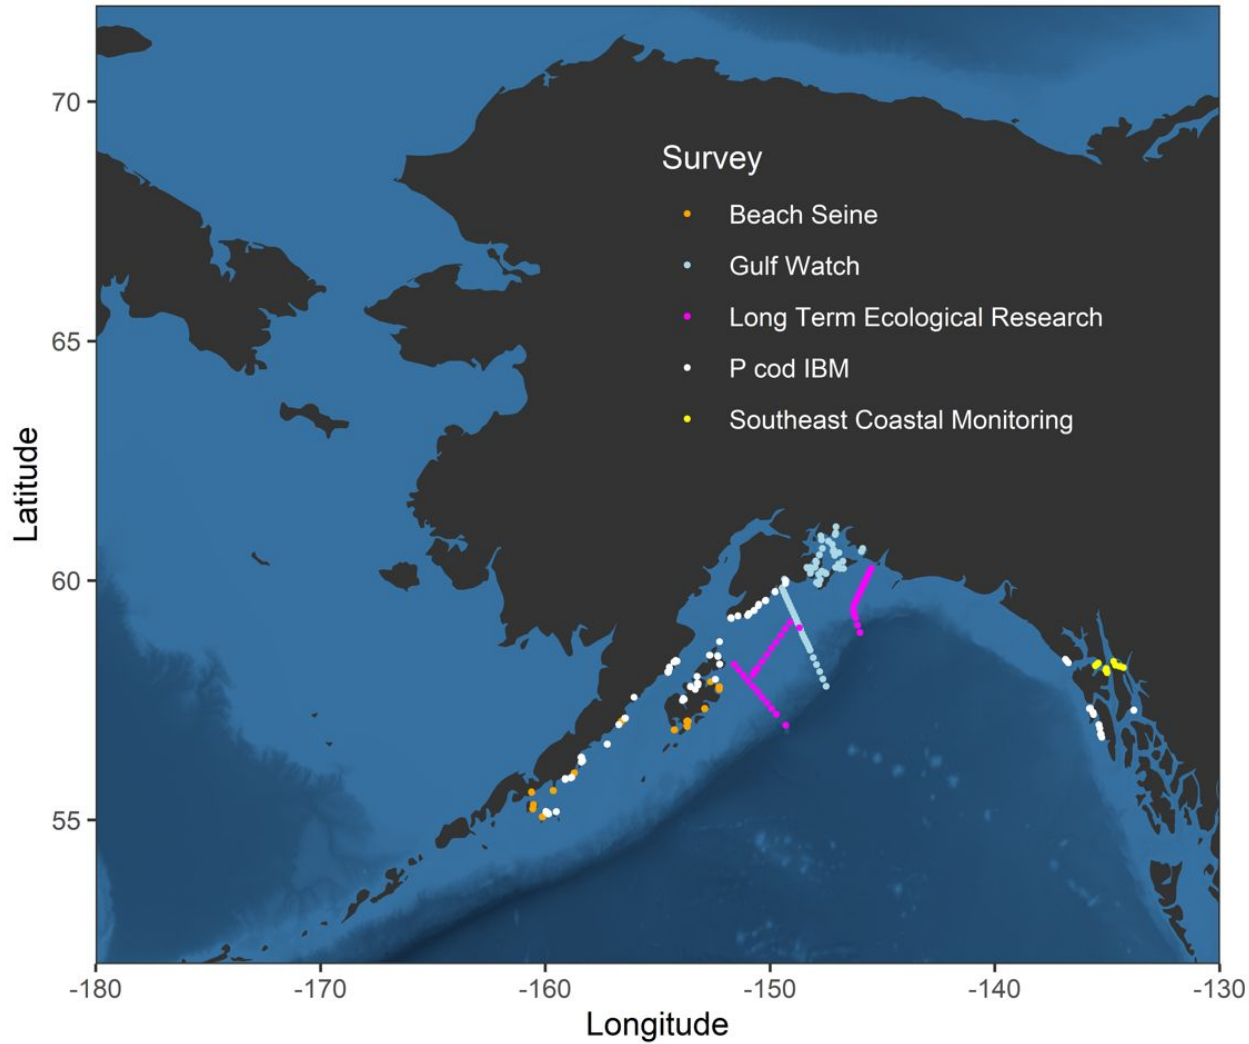 Survey
Beach Seine
Gulf Watch
Long Term Ecological Research
P cod IBM
Southeast Coastal Monitoring
Latitude
70
65
60
55
-180
-170
-160
-150
-140
-130
Longitude